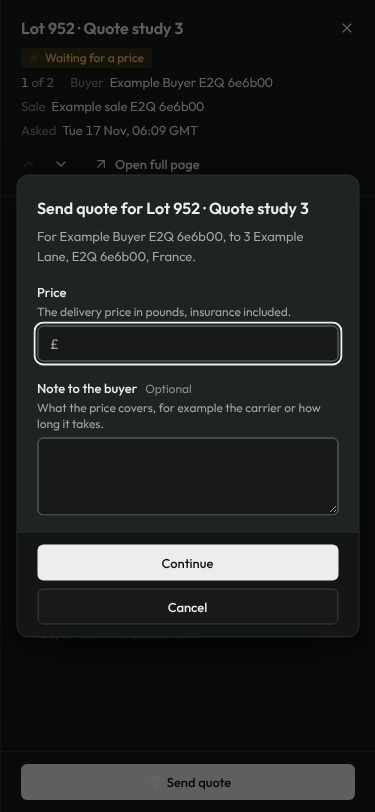 Lot 952 · Quote study 3
Waiting for a price
1 of 2 Buyer Example Buyer E2Q 6e6b00
Sale Example sale E2Q 6e6b00
Asked Tue 17 Nov, 06:09 GMT
Open full page
Send quote for Lot 952 · Quote study 3
For Example Buyer E2Q 6e6b00, to 3 Example
Lane, E2Q 6e6b00, France.
Price
The delivery price in pounds, insurance included.
£
Note to the buyer Optional
What the price covers, for example the carrier or how
long it takes.
Continue
Cancel
Send quote